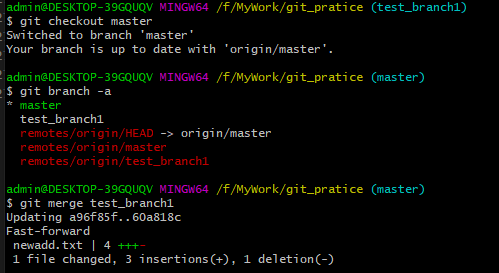 admin@DESKTOP-39GQUQV MINGW64 /f/MyWork/git_pratice (test_branch1)
$ git checkout master
Switched to branch 'master'
Your branch is up to date with 'origin/master'.
admin@DESKTOP-39GQUQV MINGW64 /f/MyWork/git_pratice (master)
$ git branch -a
* master
  test_branch1
  remotes/origin/HEAD -> origin/master
  remotes/origin/master
  remotes/origin/test_branch1
admin@DESKTOP-39GQUQV MINGW64 /f/MyWork/git_pratice (master)
$ git merge test_branch1
Updating a96f85f..60a818c
Fast-forward
 newadd.txt | 4 +++-
 1 file changed, 3 insertions(+), 1 deletion(-)